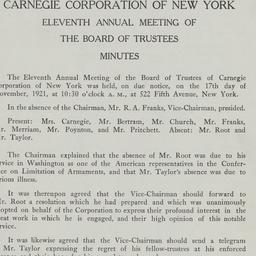 CARNEGIE CORPORATION OF NEW YORK
ELEVENTH ANNUAL MEETING OF
THE BOARD OF TRUSTEES
MINUTES
The Eleventh Annual Meeting of the Board of Trustees of Carnegie
orporation of New York was held, on due notice, on the 17th day of
ovember, 1921, at 10:30 o'clock A. M., at 522 Fifth Avenue, New York.
In the absence of the Chairman, Mr. R. A. Franks, Vice-Chairman, presided.
Present: Mrs. Carnegie, Mr. Bertram, Mr. Church, Mr. Franks,
r. Merriam, Mr. Poynton, and Mr. Pritchett. Absent: Mr. Root and
r. Taylor.
The Chairman explained that the absence of Mr. Root was due to his
rvice in Washington as one of the American representatives in the Confer-
ce on Limitation of Armaments, and that Mr. Taylor's absence was due to
rious illness.
It was thereupon agreed that the Vice-Chairman should forward to
r. Root a resolution which he had prepared and which was unanimously
opted on behalf of the Corporation to express their profound interest in the
eat work in which he is engaged, and their high opinion of this notable
rvice.
It was likewise agreed that the Vice-Chairman should send a telegram
Mr. Taylor expressing the regret of his fellow-trustees at his enforced